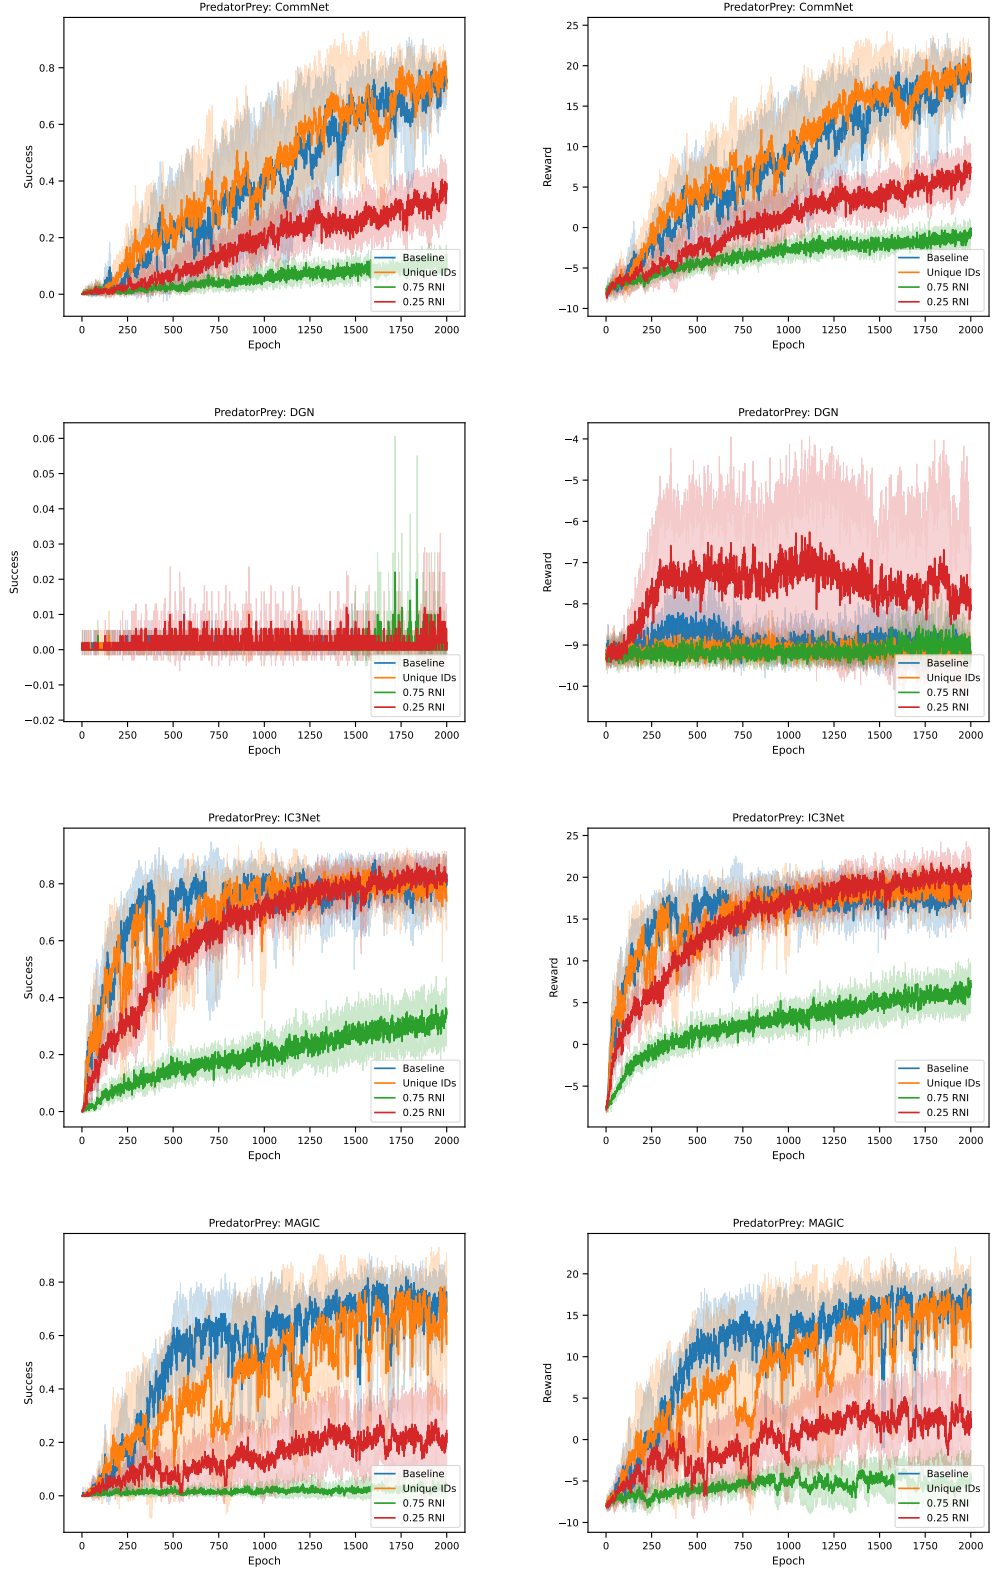 PredatorPrey: CommNet
0.8
0.6
0.4
0.2
0.0
Success
0 250 500 750 1000 1250 1500 1750 2000
Epoch
Baseline
Unique IDs
0.75 RNI
0.25 RNI
PredatorPrey: CommNet
25
20
15
10
5
0
−5
−10
Reward
0 250 500 750 1000 1250 1500 1750 2000
Epoch
Baseline
Unique IDs
0.75 RNI
0.25 RNI
PredatorPrey: DGN
0.06
0.05
0.04
0.03
0.02
0.01
0.00
−0.01
−0.02
Success
0 250 500 750 1000 1250 1500 1750 2000
Epoch
Baseline
Unique IDs
0.75 RNI
0.25 RNI
PredatorPrey: DGN
−4
−5
−6
−7
−8
−9
−10
Reward
0 250 500 750 1000 1250 1500 1750 2000
Epoch
Baseline
Unique IDs
0.75 RNI
0.25 RNI
PredatorPrey: IC3Net
0.8
0.6
0.4
0.2
0.0
Success
0 250 500 750 1000 1250 1500 1750 2000
Epoch
Baseline
Unique IDs
0.75 RNI
0.25 RNI
PredatorPrey: IC3Net
25
20
15
10
5
0
−5
Reward
0 250 500 750 1000 1250 1500 1750 2000
Epoch
Baseline
Unique IDs
0.75 RNI
0.25 RNI
PredatorPrey: MAGIC
0.8
0.6
0.4
0.2
0.0
Success
0 250 500 750 1000 1250 1500 1750 2000
Epoch
Baseline
Unique IDs
0.75 RNI
0.25 RNI
PredatorPrey: MAGIC
20
15
10
5
0
−5
−10
Reward
0 250 500 750 1000 1250 1500 1750 2000
Epoch
Baseline
Unique IDs
0.75 RNI
0.25 RNI